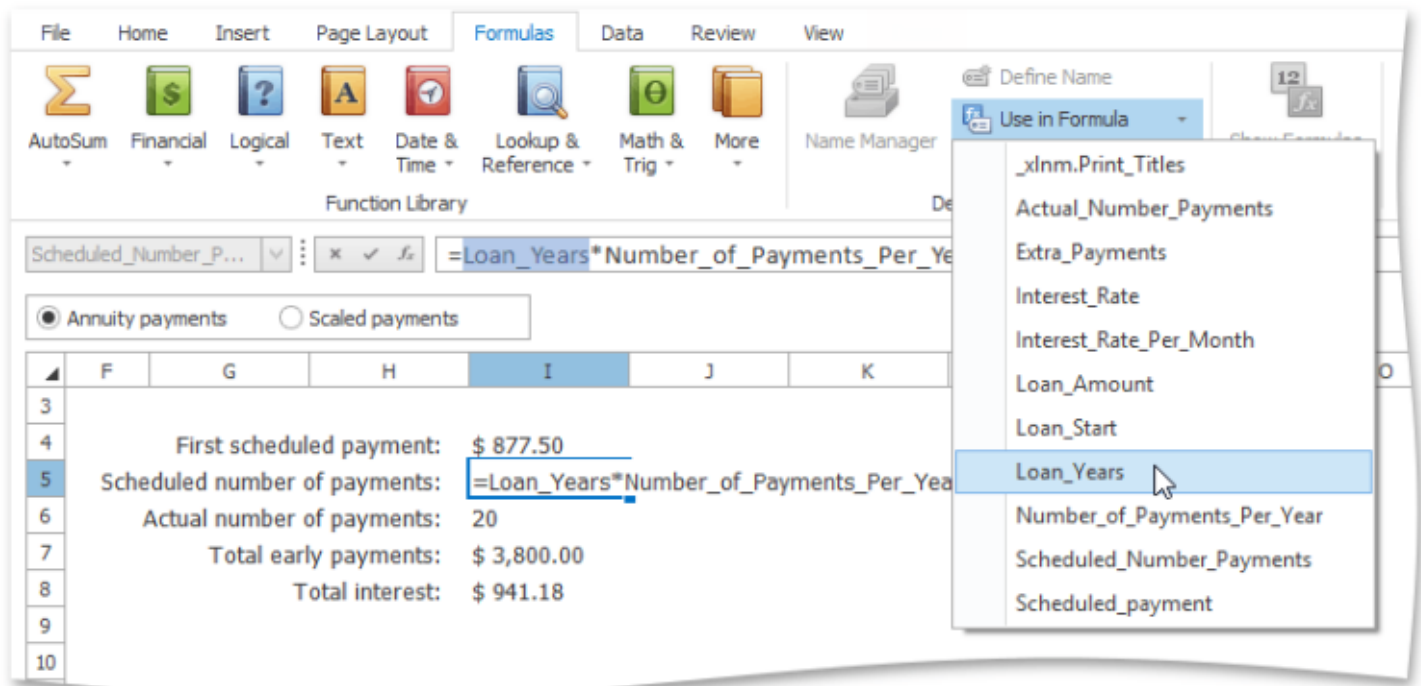 File Home Insert Page Layout Formulas Data Review View
AutoSum Financial Logical Text Date & Time Lookup & Reference Math & Trig More Name Manager
Function Library
Define Name
Use in Formula
_xlnm.Print_Titles
Actual_Number_Payments
Extra_Payments
Interest_Rate
Interest_Rate_Per_Month
Loan_Amount
Loan_Start
Loan_Years
Number_of_Payments_Per_Year
Scheduled_Number_Payments
Scheduled_payment
12
fx
Scheduled_Number_P... fx =Loan_Years*Number_of_Payments_Per_Ye
Annuity payments Scaled payments
F G H I J K O
3
4 First scheduled payment: $ 877.50
5 Scheduled number of payments: =Loan_Years*Number_of_Payments_Per_Yea
6 Actual number of payments: 20
7 Total early payments: $ 3,800.00
8 Total interest: $ 941.18
9
10